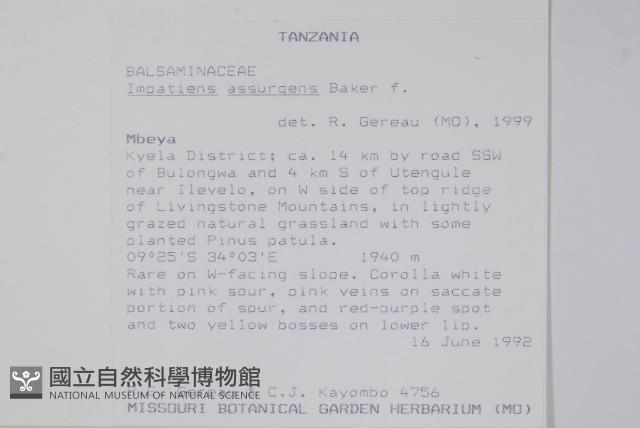 TANZANIA
BALSAMINACEAE
Impatiens assurgens Baker f.
det. R. Gereau (MO), 1999
Mbeya
Kyela District; ca. 14 km by road SSW
of Bulongwa and 4 km S of Utengule
near Ilevelo, on W side of top ridge
of Livingstone Mountains, in lightly
grazed natural grassland with some
planted Pinus patula.
09°25'S 34°03'E 1940 m
Rare on W-facing slope. Corolla white
with pink spur, pink veins on saccate
portion of spur, and red-purple spot
and two yellow bosses on lower lip.
16 June 1992
國立自然科學博物館
NATIONAL MUSEUM OF NATURAL SCIENCE
C.J. Kayombo 4756
MISSOURI BOTANICAL GARDEN HERBARIUM (MO)